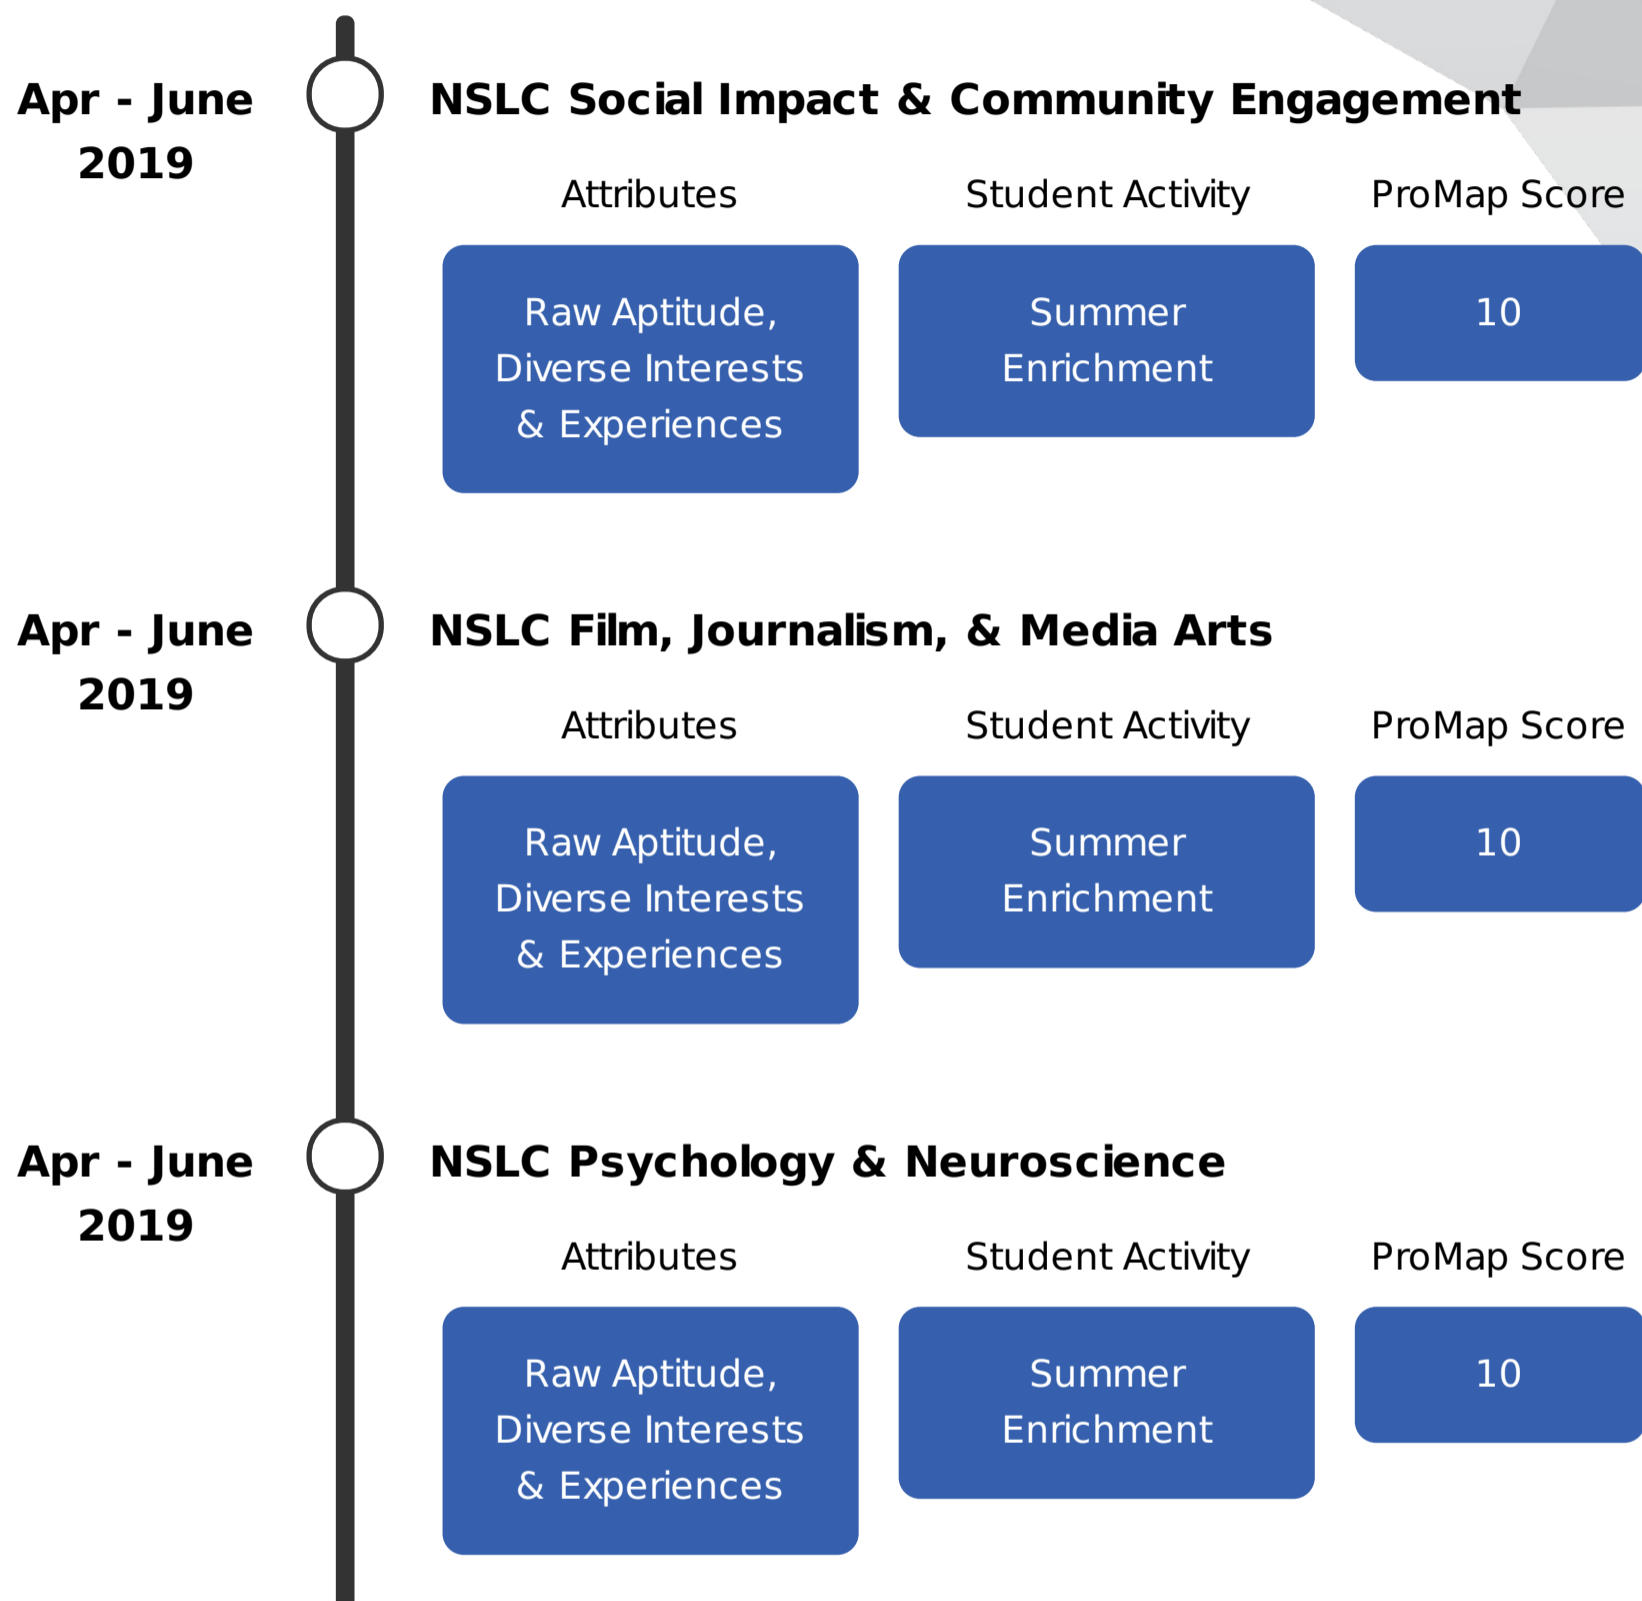 Apr - June
2019
NSLC Social Impact & Community Engagement
Attributes
Student Activity
ProMap Score
Raw Aptitude,
Diverse Interests
& Experiences
Summer
Enrichment
10
Apr - June
2019
NSLC Film, Journalism, & Media Arts
Attributes
Student Activity
ProMap Score
Raw Aptitude,
Diverse Interests
& Experiences
Summer
Enrichment
10
Apr - June
2019
NSLC Psychology & Neuroscience
Attributes
Student Activity
ProMap Score
Raw Aptitude,
Diverse Interests
& Experiences
Summer
Enrichment
10